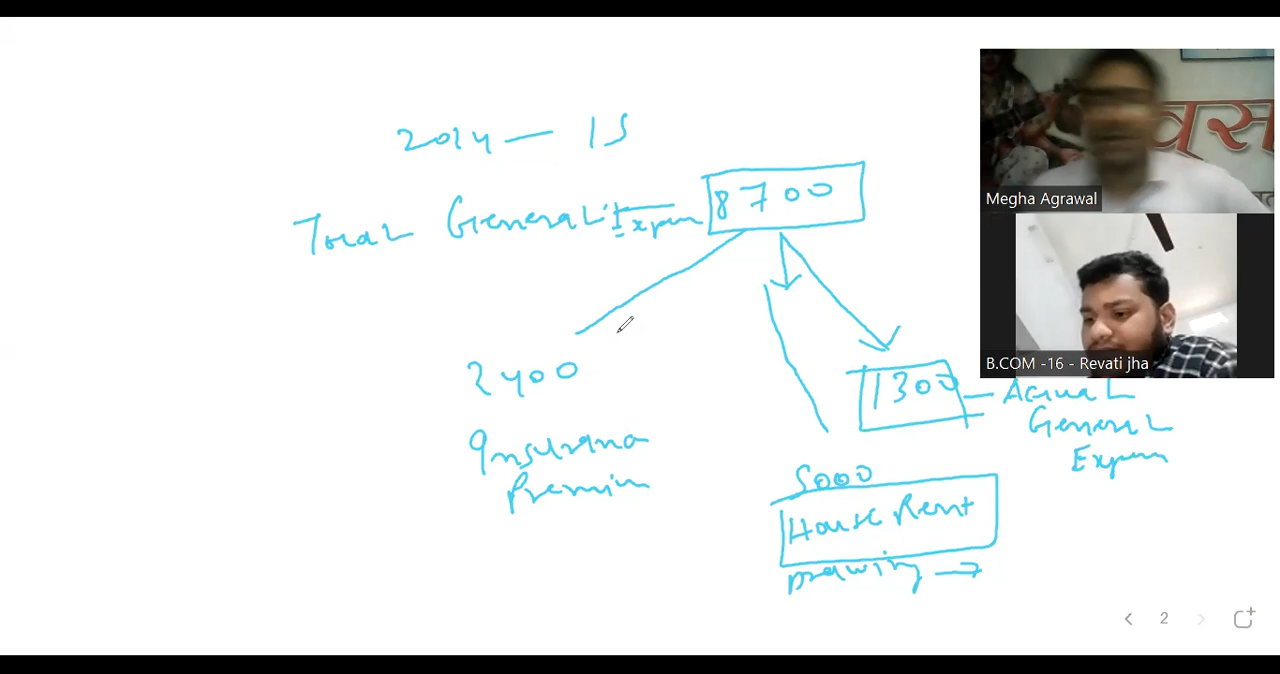 2014 — 15
Total General Expen 8700
2400
1300 — Actual
General
Expen
Insurana
Premium
5000
House Rent
Drawing →
Megha Agrawal
B.COM -16 - Revati jha
2